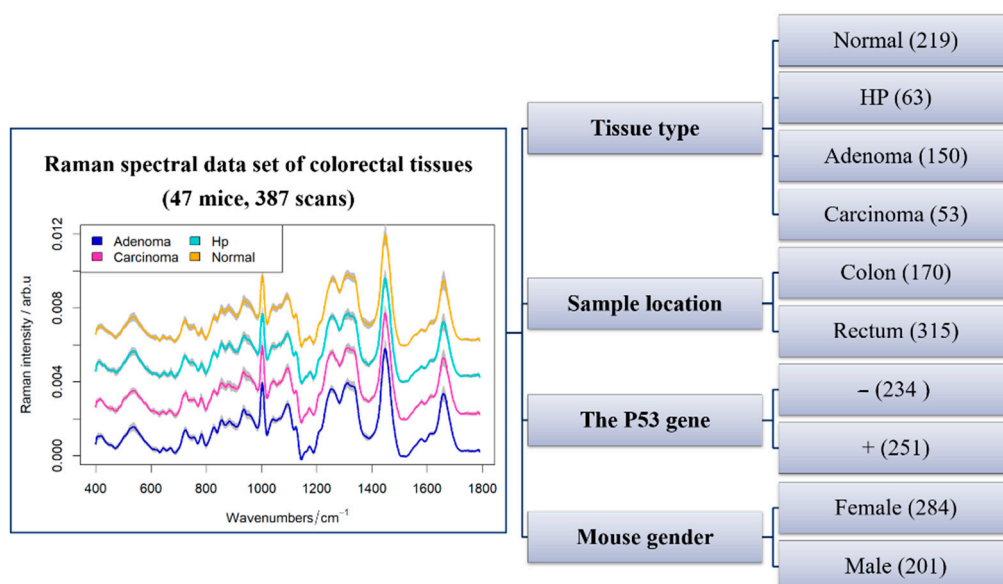 Raman spectral data set of colorectal tissues
(47 mice, 387 scans)
Adenoma
Carcinoma
Hp
Normal
Raman intensity / arb.u
0.000
0.004
0.008
0.012
400
600
800
1000
1200
1400
1600
1800
Wavenumbers/cm⁻¹
Tissue type
Normal (219)
HP (63)
Adenoma (150)
Carcinoma (53)
Sample location
Colon (170)
Rectum (315)
The P53 gene
– (234 )
+ (251)
Mouse gender
Female (284)
Male (201)